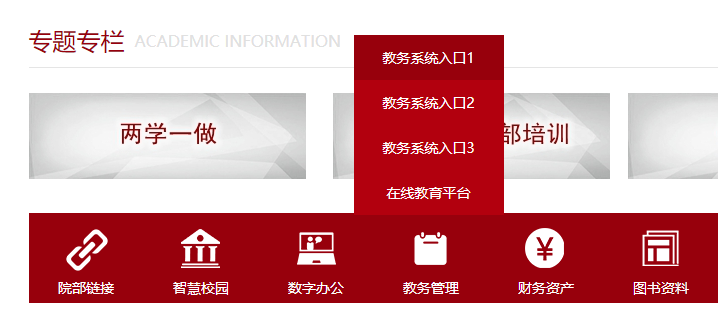 专题专栏 ACADEMIC INFORMATION
教务系统入口1
教务系统入口2
教务系统入口3
在线教育平台
两学一做
部培训
院部链接
智慧校园
数字办公
教务管理
财务资产
图书资料